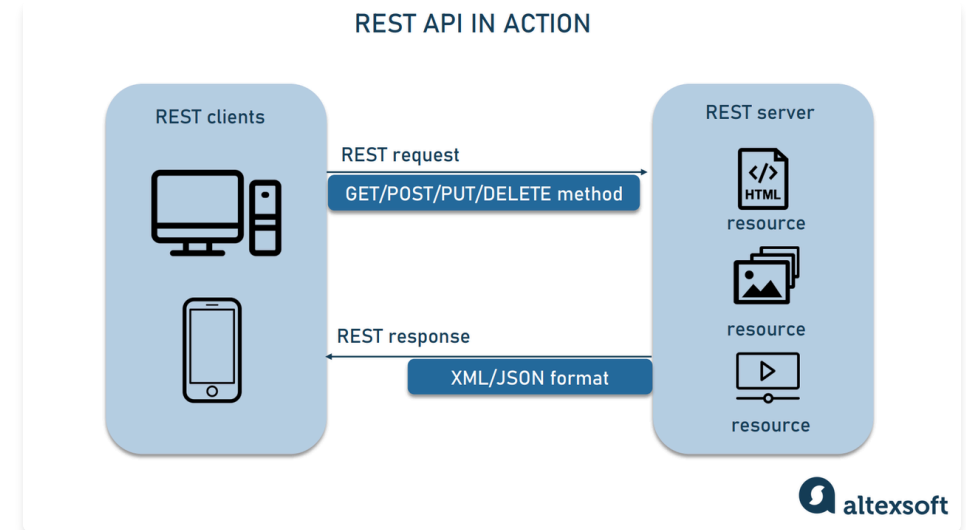 REST API IN ACTION
REST clients
REST request
GET/POST/PUT/DELETE method
REST response
XML/JSON format
REST server
</>
HTML
resource
resource
resource
altexsoft